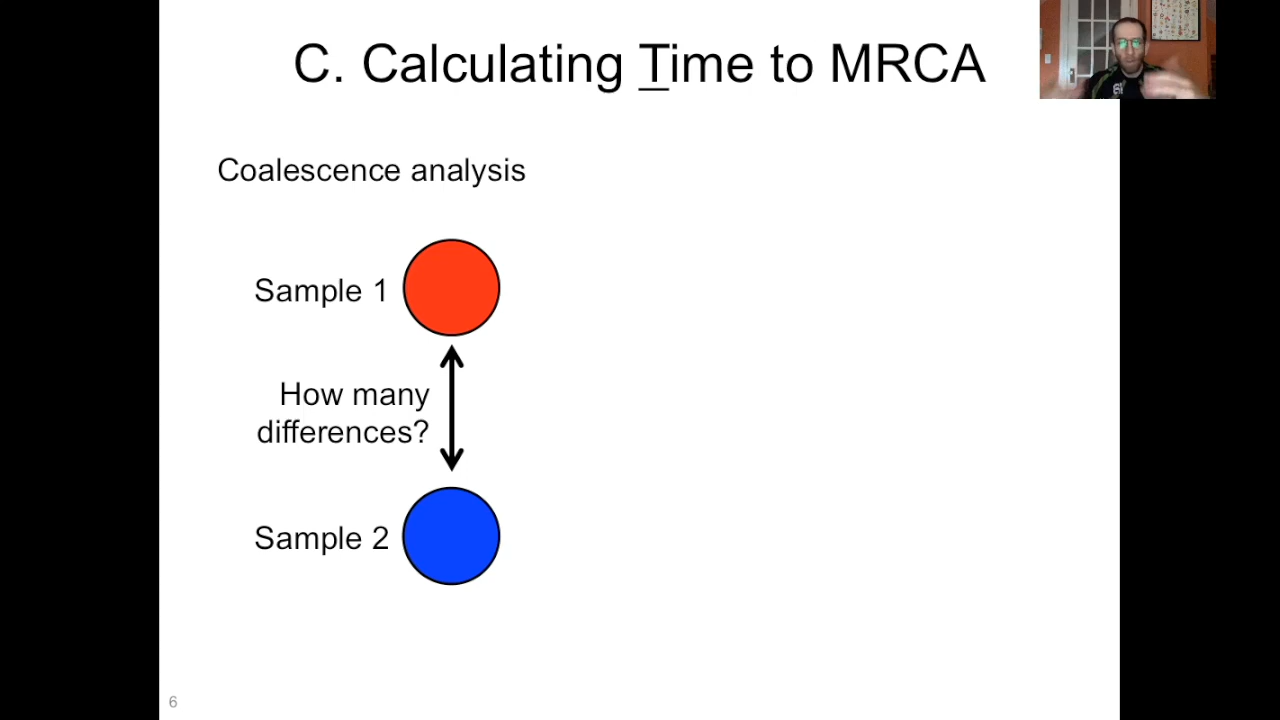 C. Calculating Time to MRCA
Coalescence analysis
Sample 1
How many
differences?
Sample 2
6